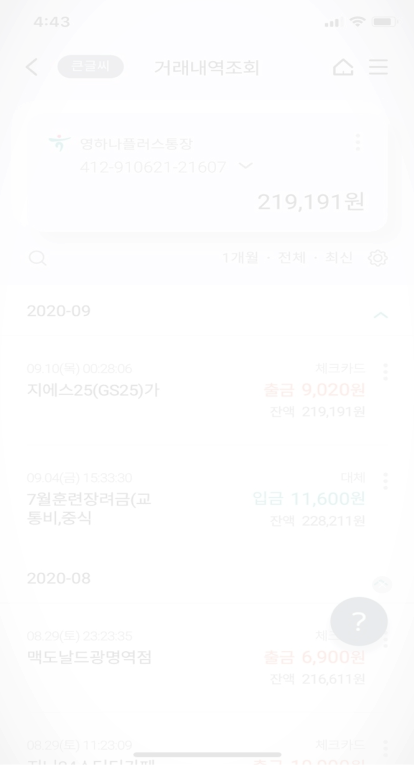 4:43
큰글씨
거래내역조회
영하나플러스통장
412-910621-21607
219,191원
1개월 · 전체 · 최신
2020-09
09.10(목) 00:28:06 체크카드
지에스25(GS25)가 출금 9,020원
잔액 219,191원
09.04(금) 15:33:30 대체
7월훈련장려금(교 입금 11,600원
통비,중식 잔액 228,211원
2020-08
?
08.29(토) 23:23:35
맥도날드광명역점 출금 6,900원
잔액 216,611원
08.29(토) 11:23:09 체크카드